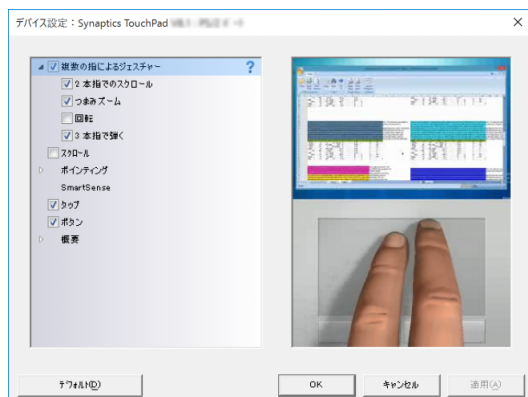 デバイス設定：Synaptics TouchPad
複数の指によるジェスチャー
?
2 本指でのスクロール
つまみズーム
回転
3 本指で弾く
スクロール
ポインティング
SmartSense
タップ
ボタン
概要
デフォルト(D)
OK
キャンセル
適用(A)